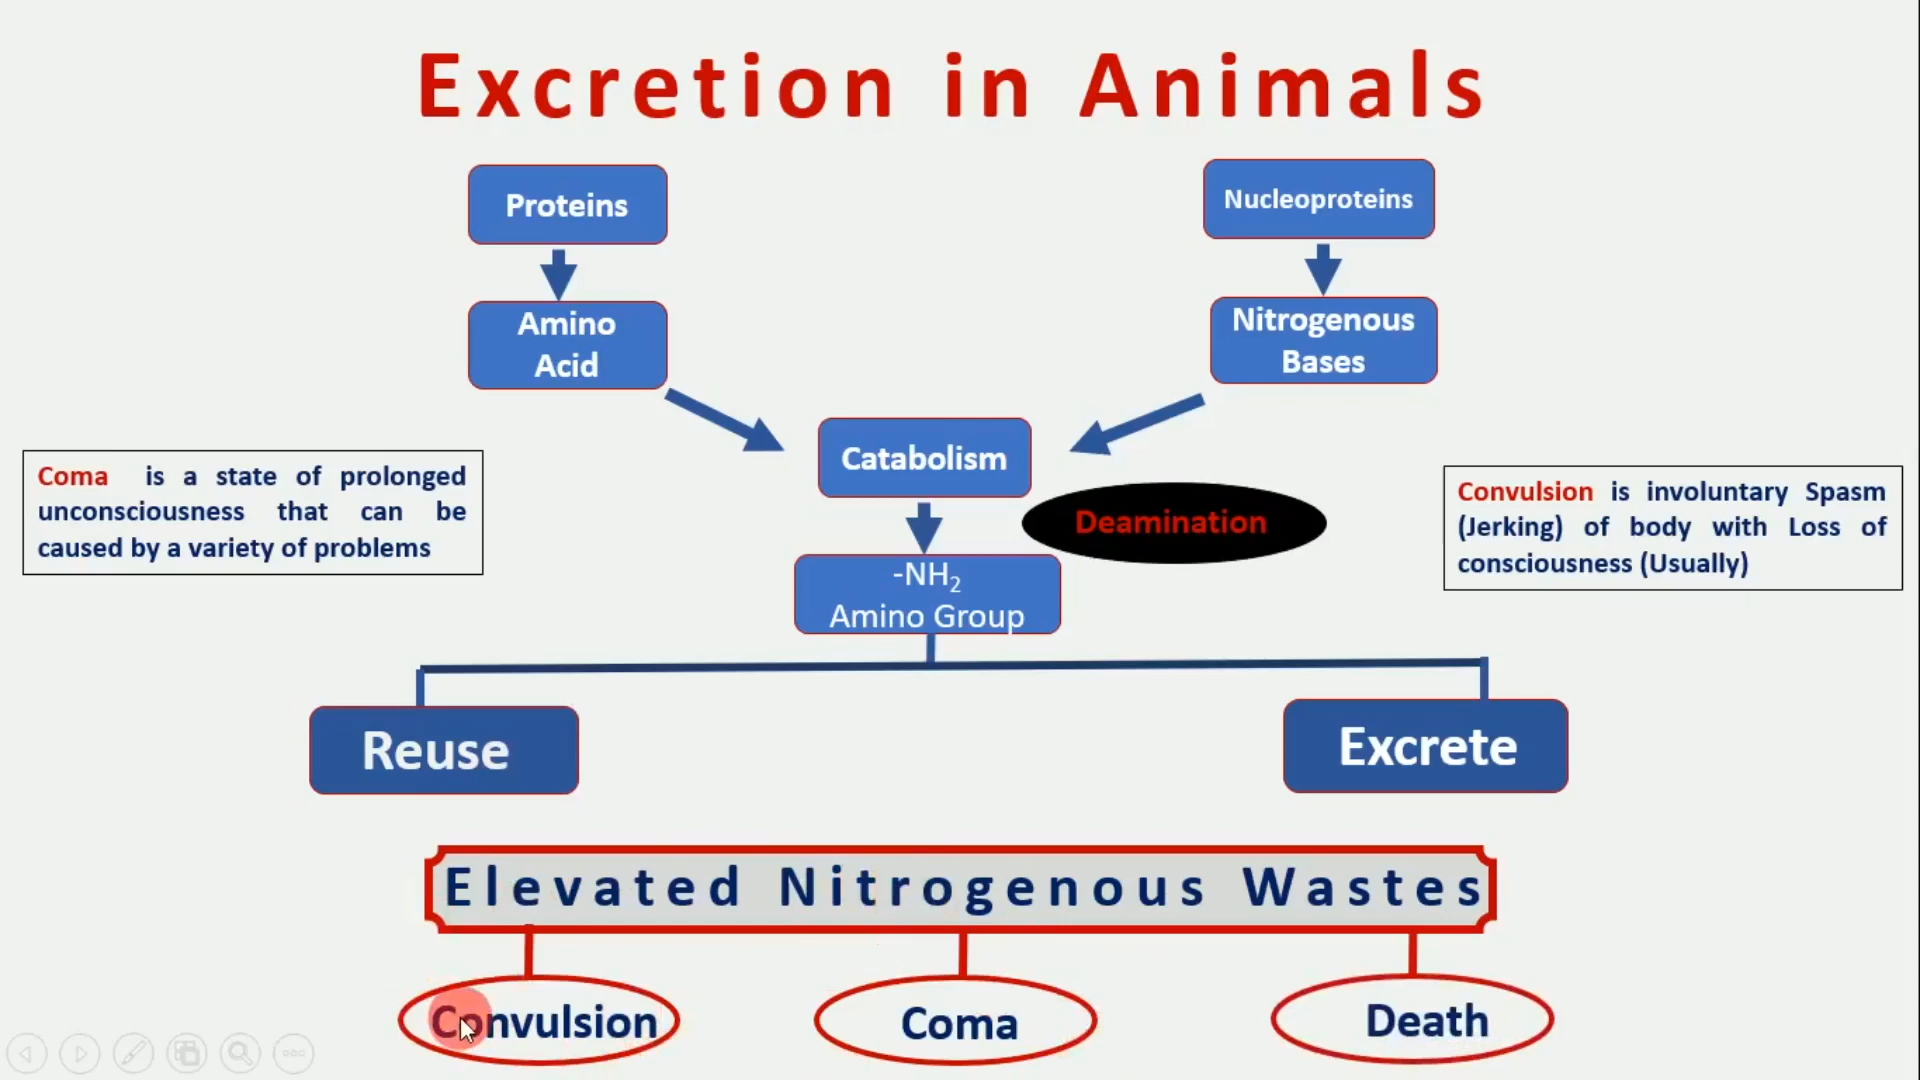 Excretion in Animals
Proteins
Nucleoproteins
Amino
Acid
Nitrogenous
Bases
Catabolism
Deamination
Coma is a state of prolonged
unconsciousness that can be
caused by a variety of problems
Convulsion is involuntary Spasm
(Jerking) of body with Loss of
consciousness (Usually)
-NH₂
Amino Group
Reuse
Excrete
Elevated Nitrogenous Wastes
Convulsion
Coma
Death